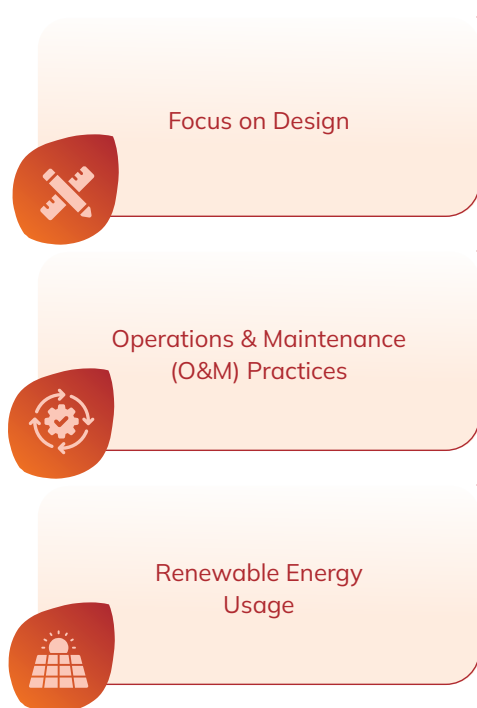 Focus on Design
Operations & Maintenance
(O&M) Practices
Renewable Energy
Usage